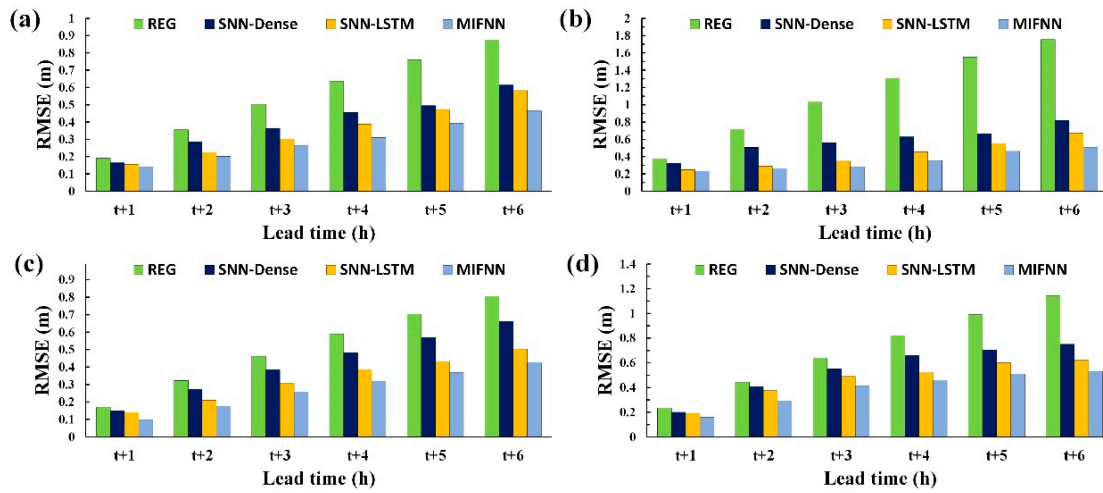 (a)
REG SNN-Dense SNN-LSTM MIFNN
RMSE (m)
1
0.9
0.8
0.7
0.6
0.5
0.4
0.3
0.2
0.1
0
t+1 t+2 t+3 t+4 t+5 t+6
Lead time (h)
(b)
REG SNN-Dense SNN-LSTM MIFNN
RMSE (m)
2
1.8
1.6
1.4
1.2
1
0.8
0.6
0.4
0.2
0
t+1 t+2 t+3 t+4 t+5 t+6
Lead time (h)
(c)
REG SNN-Dense SNN-LSTM MIFNN
RMSE (m)
0.9
0.8
0.7
0.6
0.5
0.4
0.3
0.2
0.1
0
t+1 t+2 t+3 t+4 t+5 t+6
Lead time (h)
(d)
REG SNN-Dense SNN-LSTM MIFNN
RMSE (m)
1.4
1.2
1
0.8
0.6
0.4
0.2
0
t+1 t+2 t+3 t+4 t+5 t+6
Lead time (h)